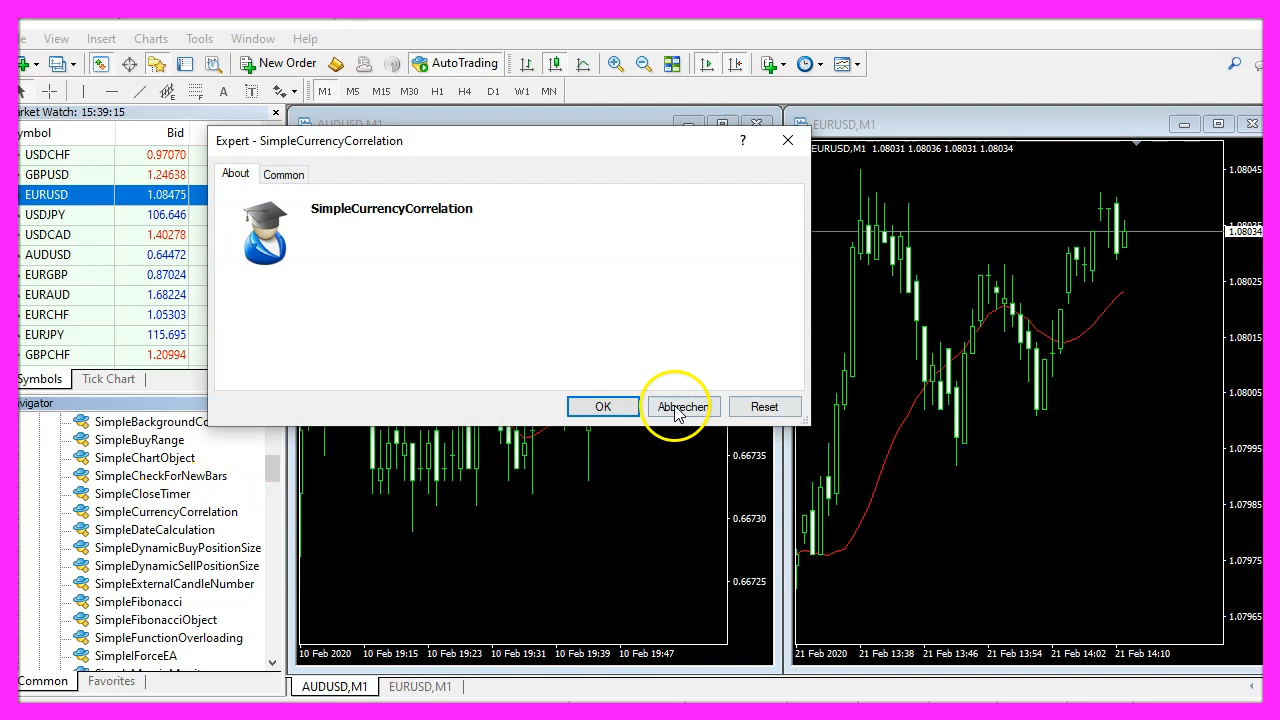 View Insert Charts Tools Window Help
New Order AutoTrading
A T M1 M5 M15 M30 H1 H4 D1 W1 MN
arket Watch: 15:39:15
ymbol Bid
USDCHF 0.97070
GBPUSD 1.24638
EURUSD 1.08475
USDJPY 106.646
USDCAD 1.40278
AUDUSD 0.64472
EURGBP 0.87024
EURAUD 1.68224
EURCHF 1.05303
EURJPY 115.695
GBPCHF 1.20994
Symbols Tick Chart
avigator
SimpleBackgroundCo
SimpleBuyRange
SimpleChartObject
SimpleCheckForNewBars
SimpleCloseTimer
SimpleCurrencyCorrelation
SimpleDateCalculation
SimpleDynamicBuyPositionSize
SimpleDynamicSellPositionSize
SimpleExternalCandleNumber
SimpleFibonacci
SimpleFibonacciObject
SimpleFunctionOverloading
SimpleIForceEA
Common Favorites
AUDUSD,M1
Expert - SimpleCurrencyCorrelation ?
About Common
SimpleCurrencyCorrelation
OK Abbrechen Reset
0.66735
0.66730
0.66725
10 Feb 2020 10 Feb 19:15 10 Feb 19:23 10 Feb 19:31 10 Feb 19:39 10 Feb 19:47
EURUSD,M1
EURUSD,M1 1.08031 1.08036 1.08031 1.08034
1.08045
1.08034
1.08025
1.08015
1.08005
1.07995
1.07985
1.07975
1.07965
21 Feb 2020 21 Feb 13:38 21 Feb 13:46 21 Feb 13:54 21 Feb 14:02 21 Feb 14:10
AUDUSD,M1 EURUSD,M1